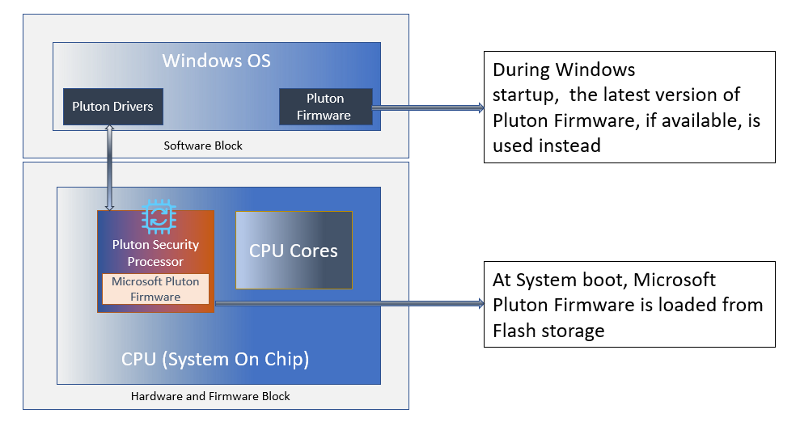 Windows OS
Pluton Drivers
Pluton
Firmware
Software Block
During Windows
startup,  the latest version of
Pluton Firmware, if available, is
used instead
Pluton Security
Processor
Microsoft Pluton
Firmware
CPU Cores
CPU (System On Chip)
Hardware and Firmware Block
At System boot, Microsoft
Pluton Firmware is loaded from
Flash storage